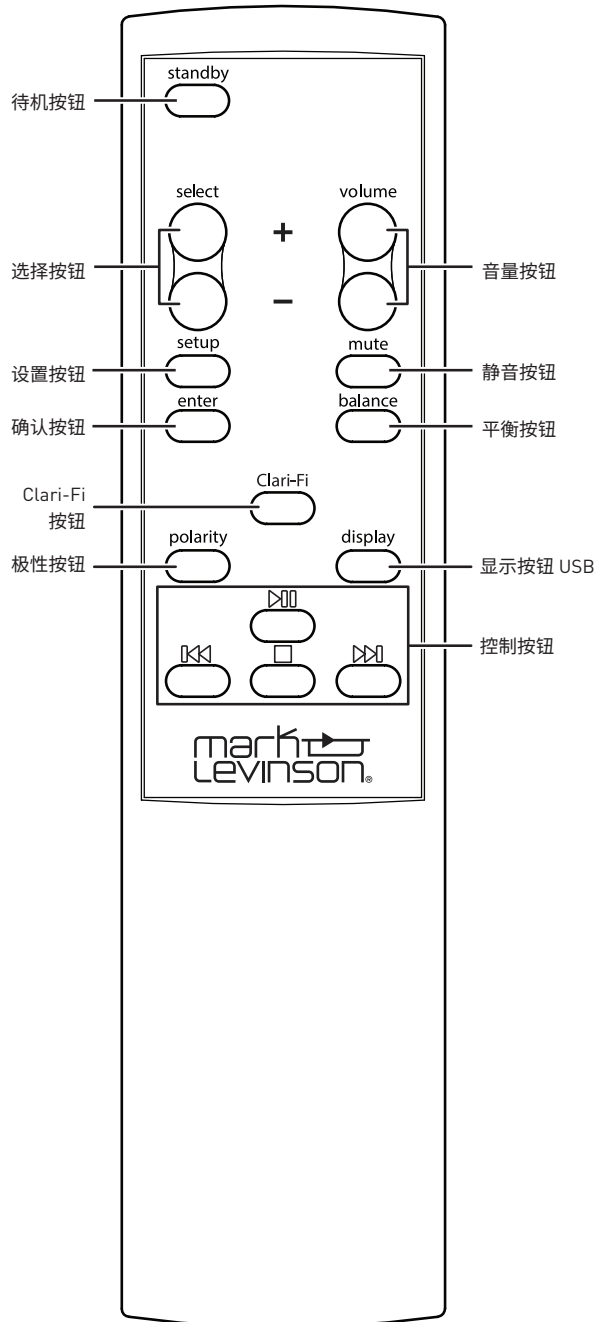 standby
待机按钮
select
volume
+
选择按钮
音量按钮
−
setup
mute
设置按钮
静音按钮
enter
balance
确认按钮
平衡按钮
Clari-Fi
Clari-Fi
按钮
polarity
display
极性按钮
显示按钮 USB
控制按钮
mark
Levinson®